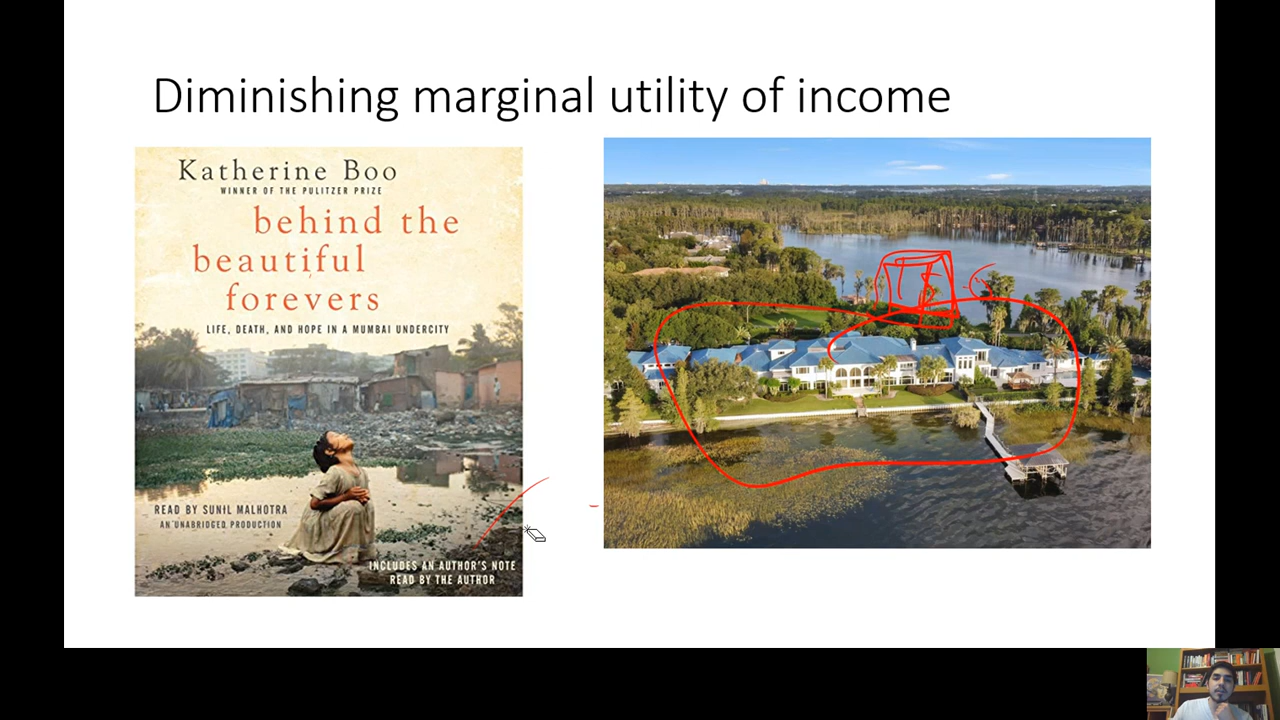 Diminishing marginal utility of income
Katherine Boo
WINNER OF THE PULITZER PRIZE
behind the
beautiful
forevers
LIFE, DEATH, AND HOPE IN A MUMBAI UNDERCITY
READ BY SUNIL MALHOTRA
AN UNABRIDGED PRODUCTION
INCLUDES AN AUTHOR'S NOTE
READ BY THE AUTHOR